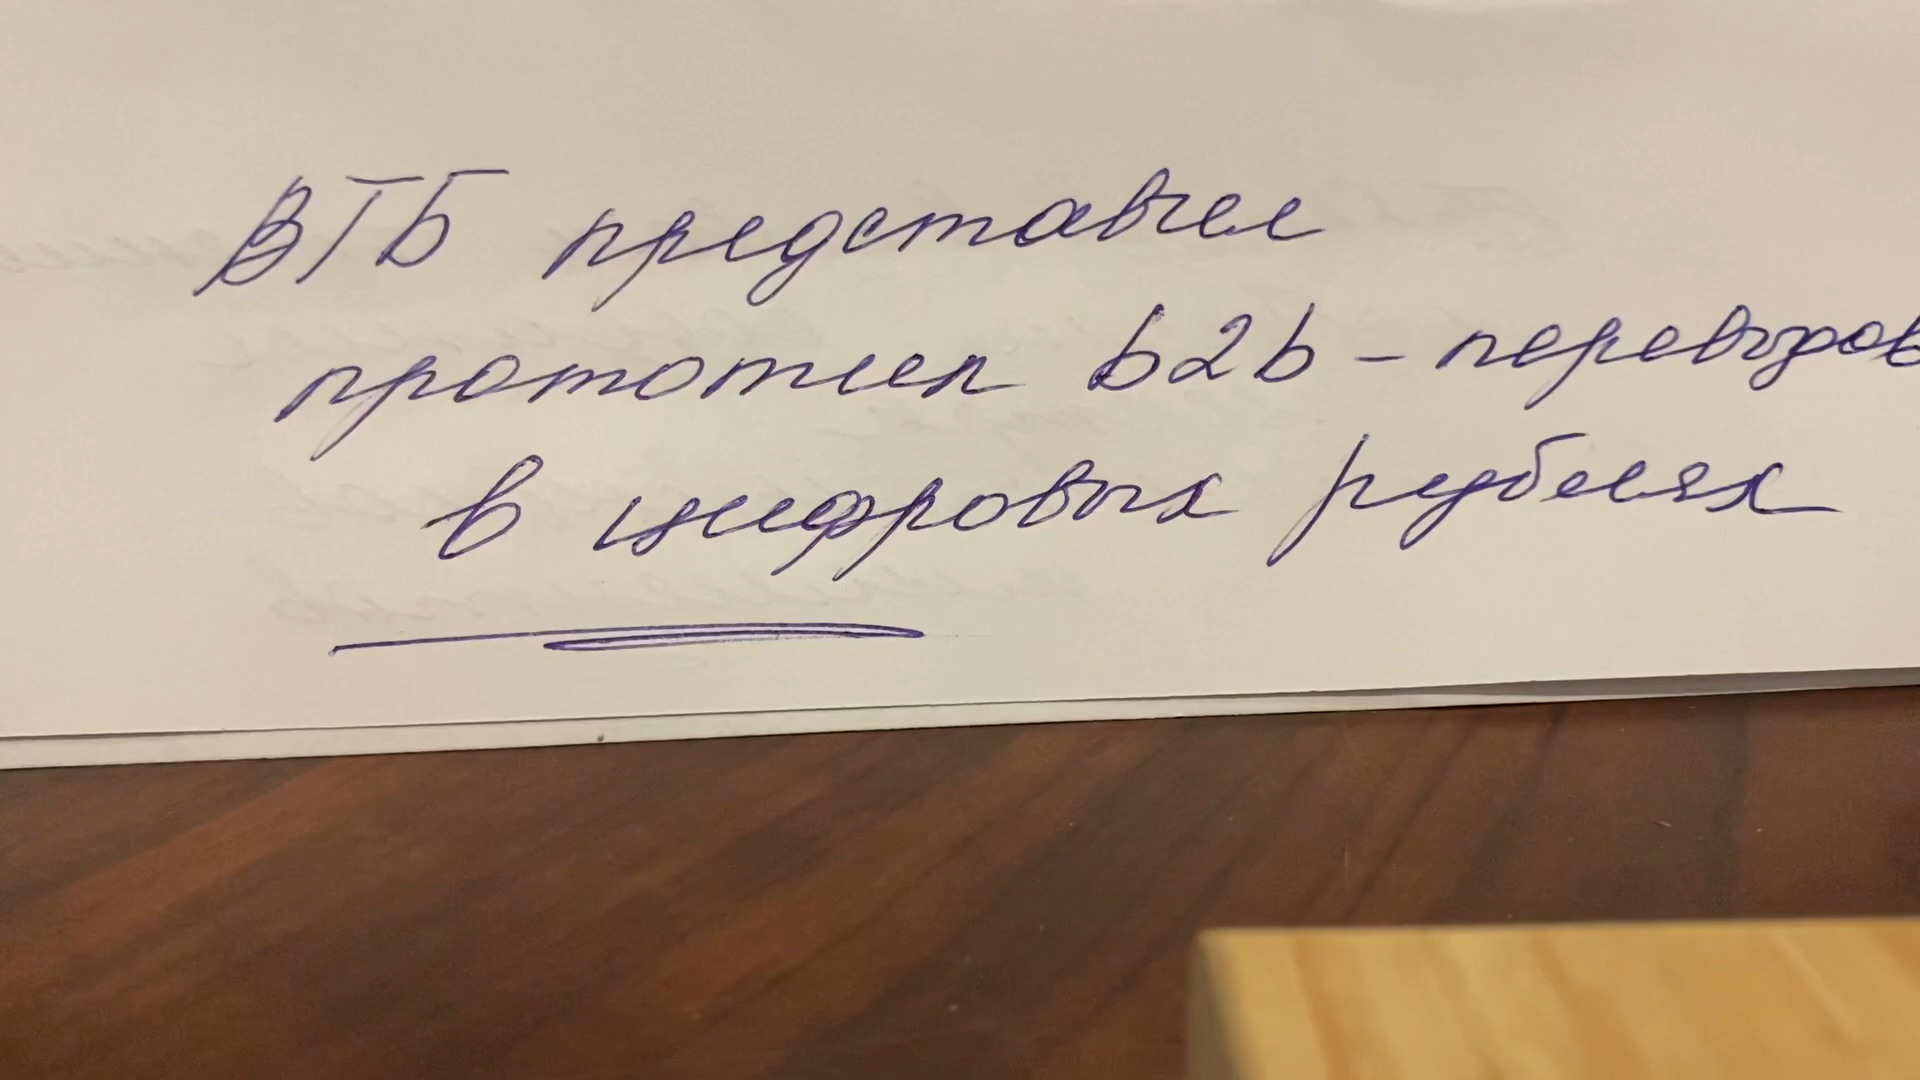 ВТБ представил
прототип b2b - переводов
в цифровых рублях